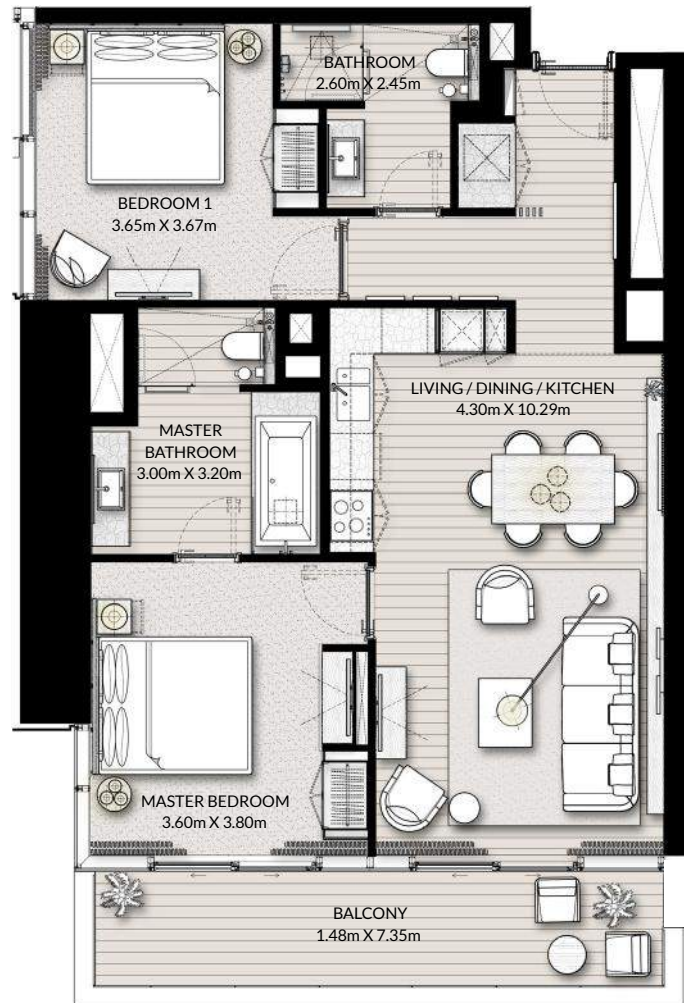 BATHROOM
2.60m X 2.45m
BEDROOM 1
3.65m X 3.67m
LIVING / DINING / KITCHEN
4.30m X 10.29m
MASTER
BATHROOM
3.00m X 3.20m
MASTER BEDROOM
3.60m X 3.80m
BALCONY
1.48m X 7.35m